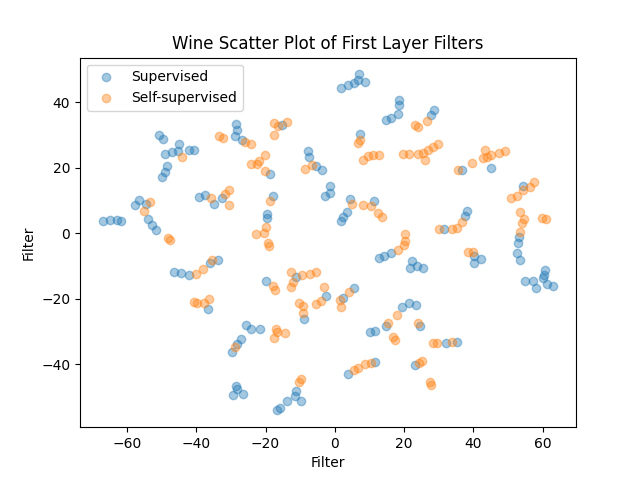 Wine Scatter Plot of First Layer Filters
Supervised
Self-supervised
40
20
0
−20
−40
Filter
−60
−40
−20
0
20
40
60
Filter